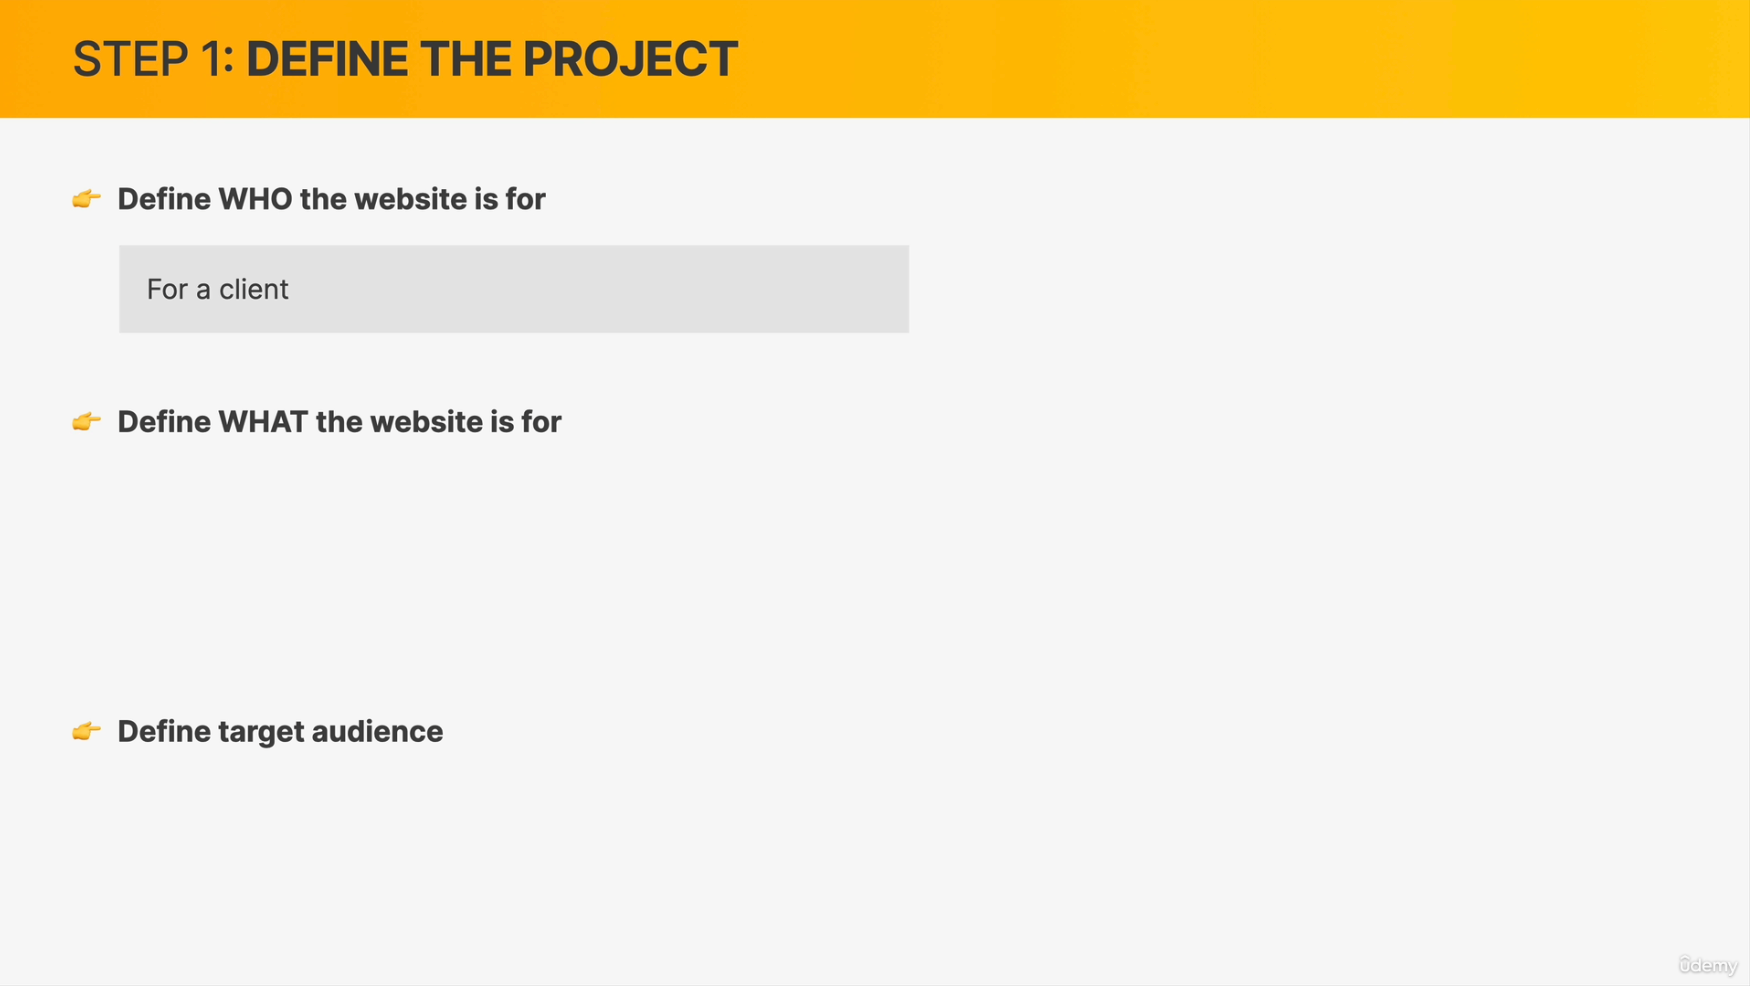 STEP 1: DEFINE THE PROJECT
👉 Define WHO the website is for
For a client
👉 Define WHAT the website is for
👉 Define target audience
ûdemy